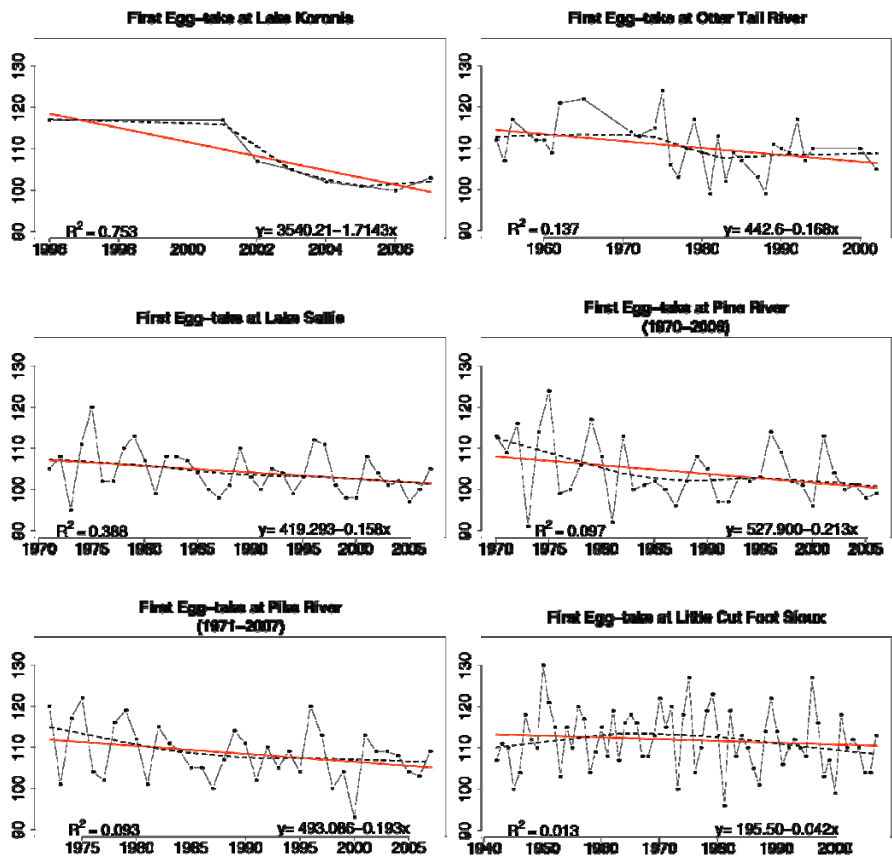 First Egg-take at Lake Koronis
130
120
110
100
90
R² = 0.753
y= 3540.21-1.7143x
1996 1998 2000 2002 2004 2006
First Egg-take at Otter Tail River
130
120
110
100
90
R² = 0.137
y= 442.6-0.168x
1960 1970 1980 1990 2000
First Egg-take at Lake Sallie
130
120
110
100
90
R² = 0.388
y= 419.293-0.158x
1970 1975 1980 1985 1990 1995 2000 2005
First Egg-take at Pine River
(1970-2006)
130
120
110
100
90
R² = 0.097
y= 527.900-0.213x
1970 1975 1980 1985 1990 1995 2000 2005
First Egg-take at Pike River
(1971-2007)
130
120
110
100
90
R² = 0.093
y= 493.086-0.193x
1975 1980 1985 1990 1995 2000 2005
First Egg-take at Little Cut Foot Sioux
130
120
110
100
90
R² = 0.013
y= 195.50-0.042x
1940 1950 1960 1970 1980 1990 2000